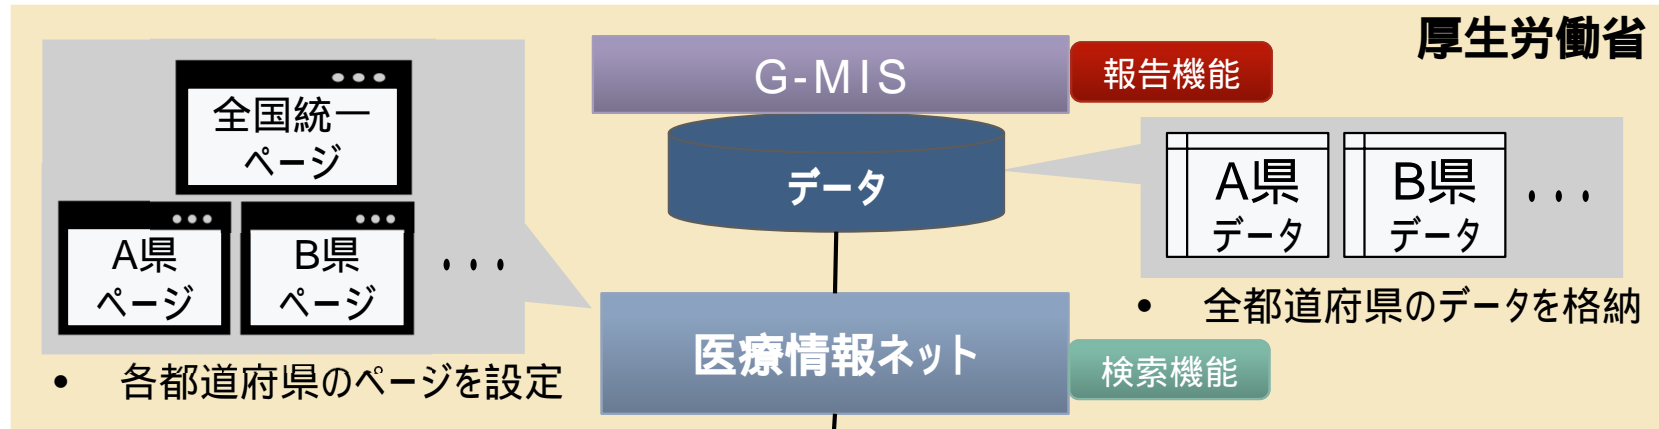 厚生労働省
G-MIS
報告機能
全国統一
ページ
データ
A県
データ
B県
データ
・・・
A県
ページ
B県
ページ
・・・
• 全都道府県のデータを格納
医療情報ネット
検索機能
• 各都道府県のページを設定